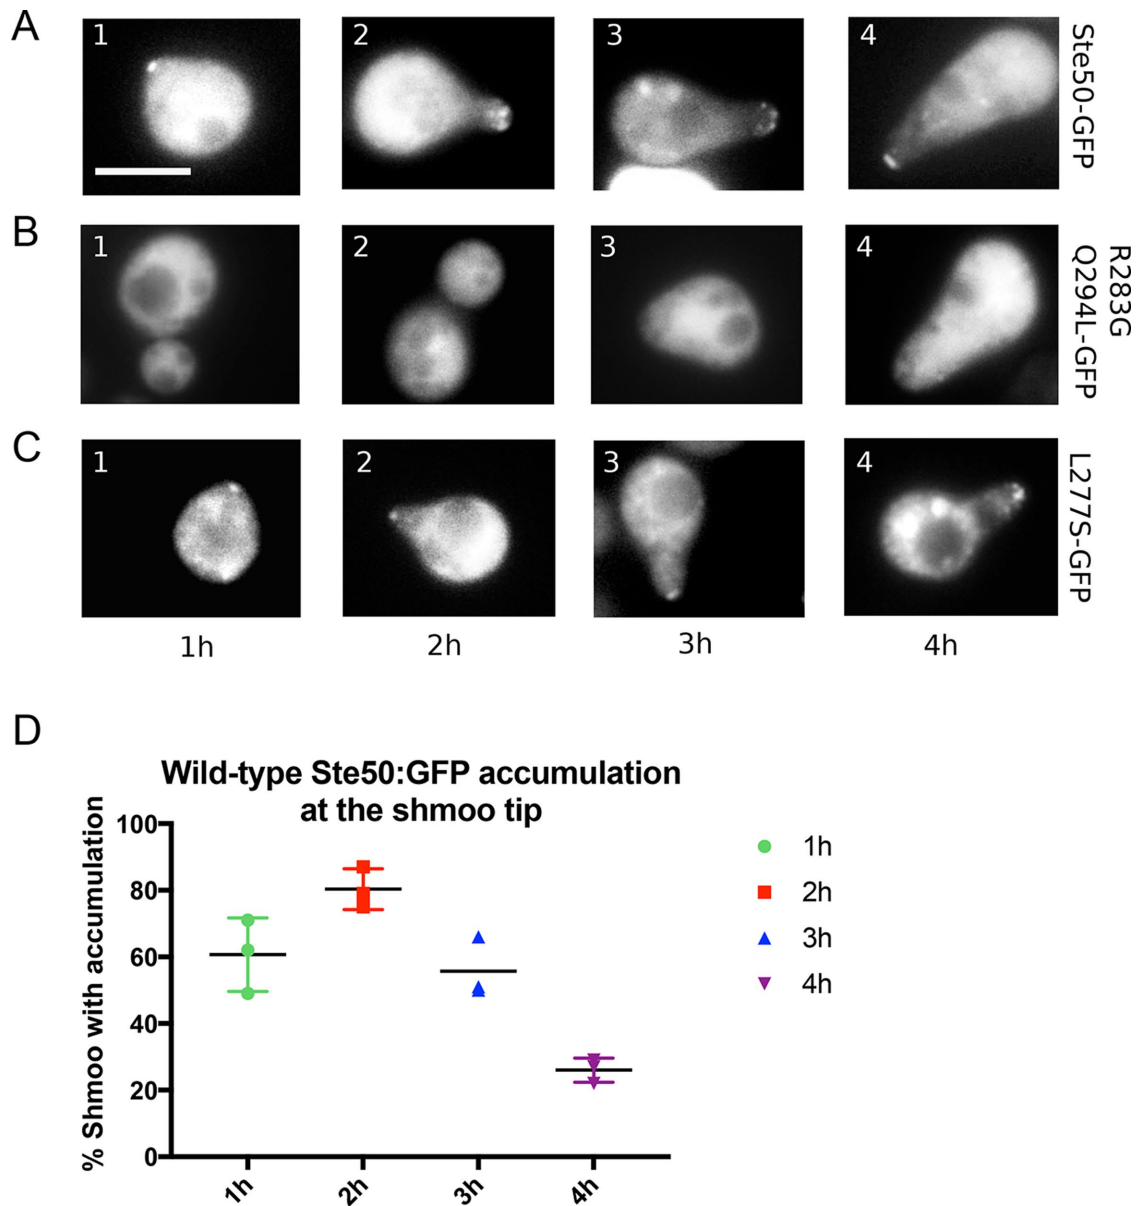 A
1
2
3
4
Ste50-GFP
B
1
2
3
4
R283G
Q294L-GFP
C
1
2
3
4
L277S-GFP
1h
2h
3h
4h
D
Wild-type Ste50:GFP accumulation
at the shmoo tip
% Shmoo with accumulation
100
80
60
40
20
0
1h
2h
3h
4h
1h
2h
3h
4h